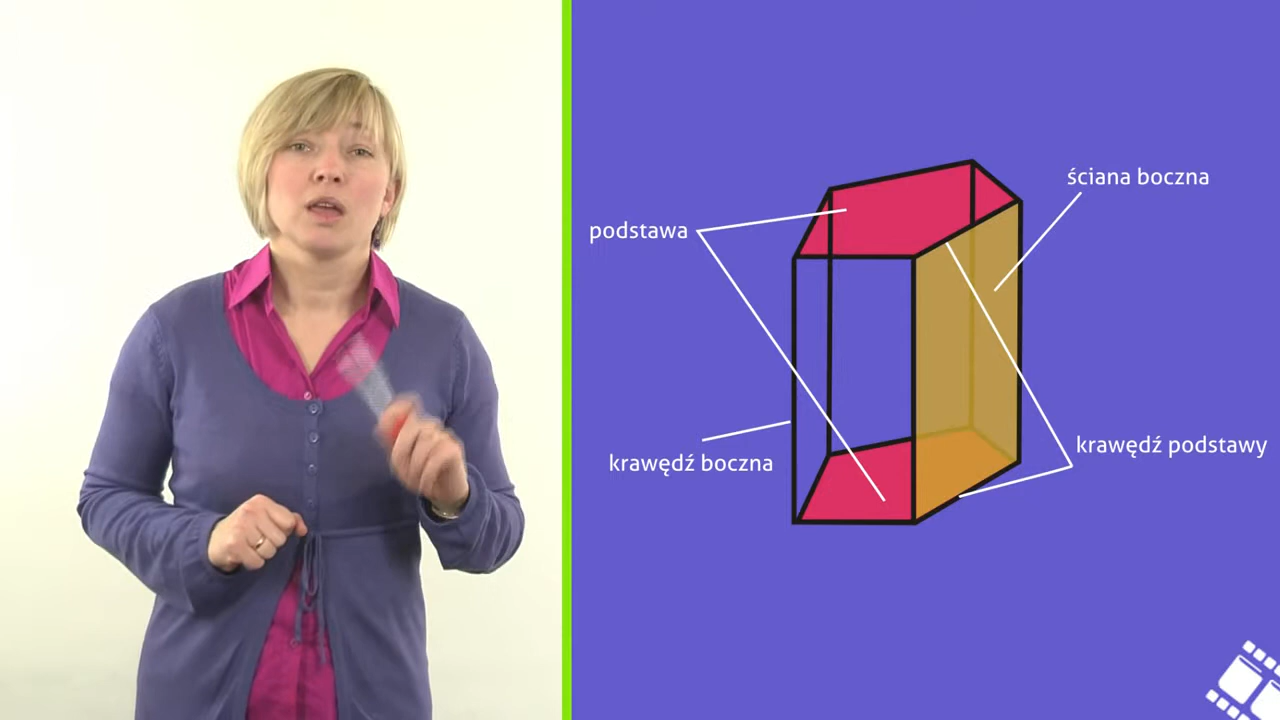 ściana boczna
podstawa
krawędź podstawy
krawędź boczna